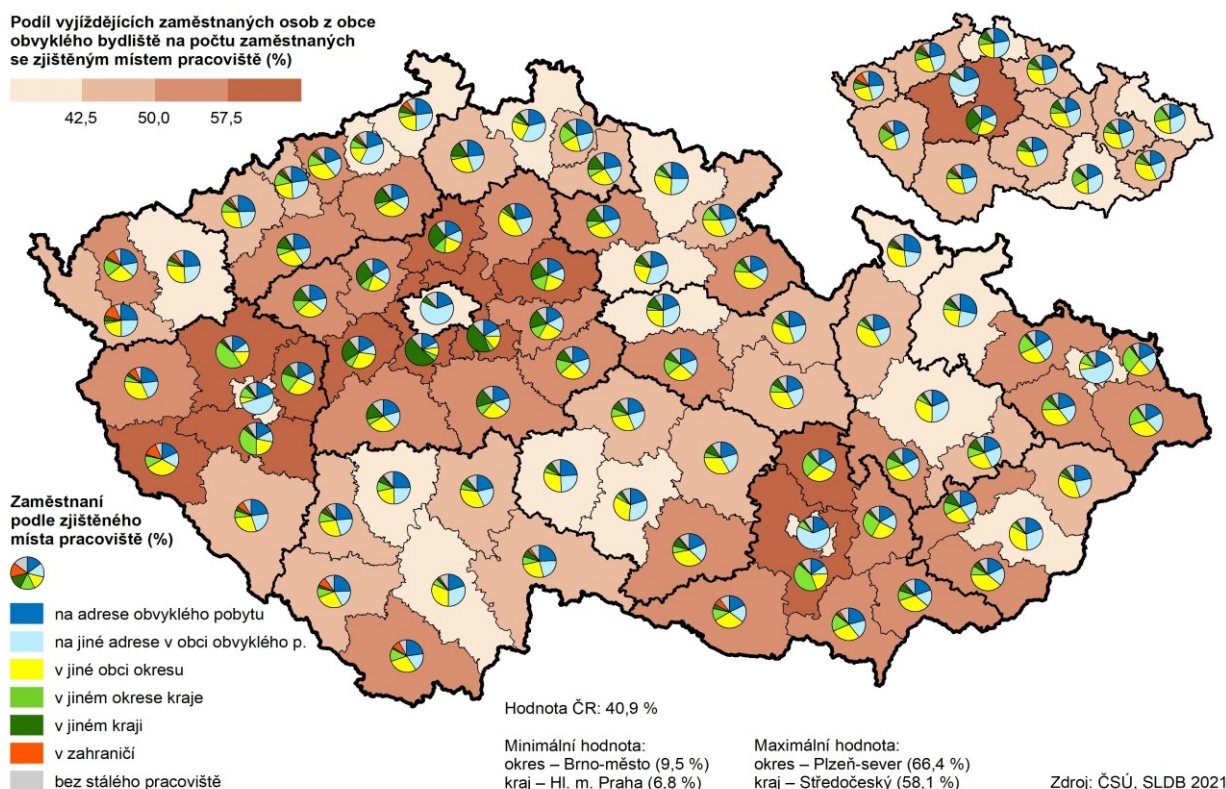 Podíl vyjíždějících zaměstnaných osob z obce
obvyklého bydliště na počtu zaměstnaných
se zjištěným místem pracoviště (%)
42,5 50,0 57,5
Zaměstnaní
podle zjištěného
místa pracoviště (%)
na adrese obvyklého pobytu
na jiné adrese v obci obvyklého p.
v jiné obci okresu
v jiném okrese kraje
v jiném kraji
v zahraničí
bez stálého pracoviště
Hodnota ČR: 40,9 %
Minimální hodnota:
okres – Brno-město (9,5 %)
kraj – Hl. m. Praha (6,8 %)
Maximální hodnota:
okres – Plzeň-sever (66,4 %)
kraj – Středočeský (58,1 %)
Zdroj: ČSÚ, SLDB 2021